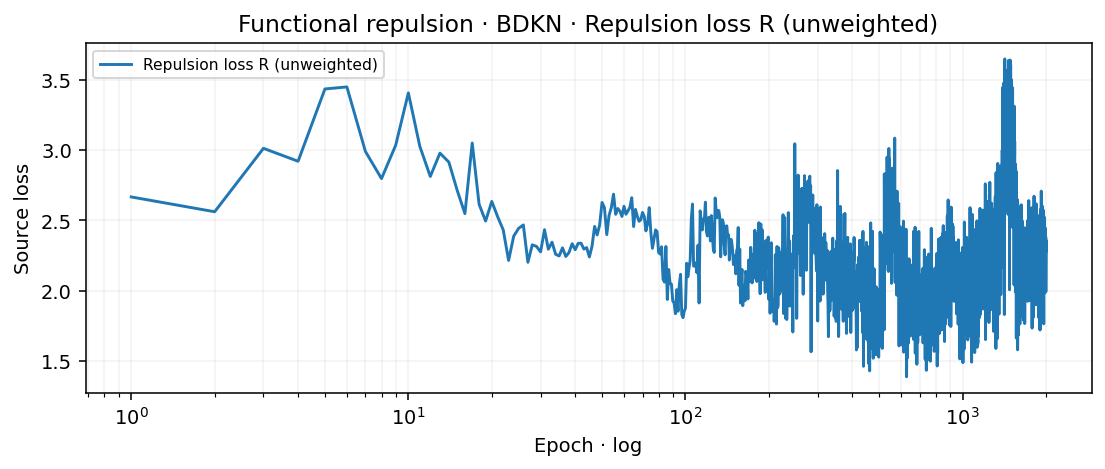 Functional repulsion · BDKN · Repulsion loss R (unweighted)
Repulsion loss R (unweighted)
Source loss
3.5
3.0
2.5
2.0
1.5
10⁰ 10¹ 10² 10³
Epoch · log